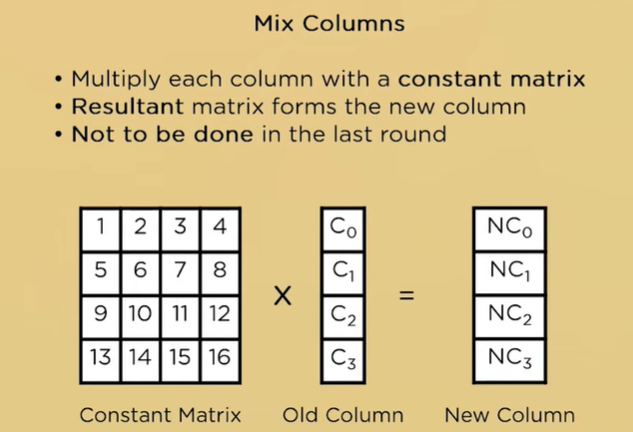 Mix Columns
• Multiply each column with a constant matrix
• Resultant matrix forms the new column
• Not to be done in the last round
1 2 3 4 C₀ NC₀
5 6 7 8 C₁ NC₁
X =
9 10 11 12 C₂ NC₂
13 14 15 16 C₃ NC₃
Constant Matrix Old Column New Column